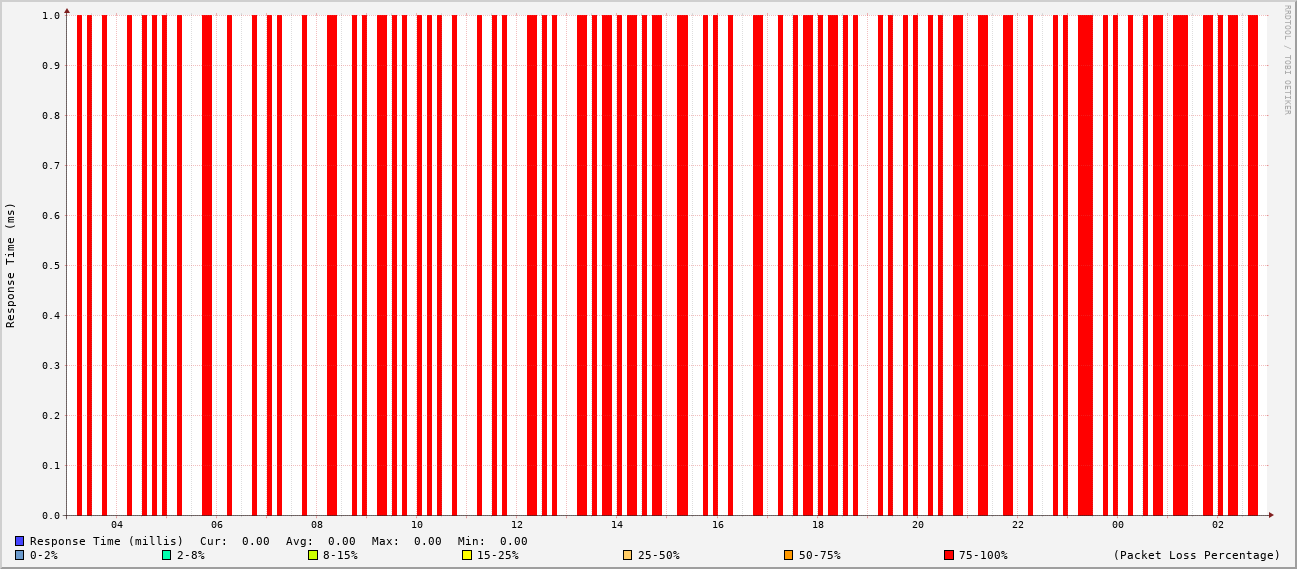 RRDTOOL / TOBI OETIKER
Response Time (ms)
1.0
0.9
0.8
0.7
0.6
0.5
0.4
0.3
0.2
0.1
0.0
04 06 08 10 12 14 16 18 20 22 00 02
Response Time (millis) Cur: 0.00 Avg: 0.00 Max: 0.00 Min: 0.00
0-2% 2-8% 8-15% 15-25% 25-50% 50-75% 75-100% (Packet Loss Percentage)